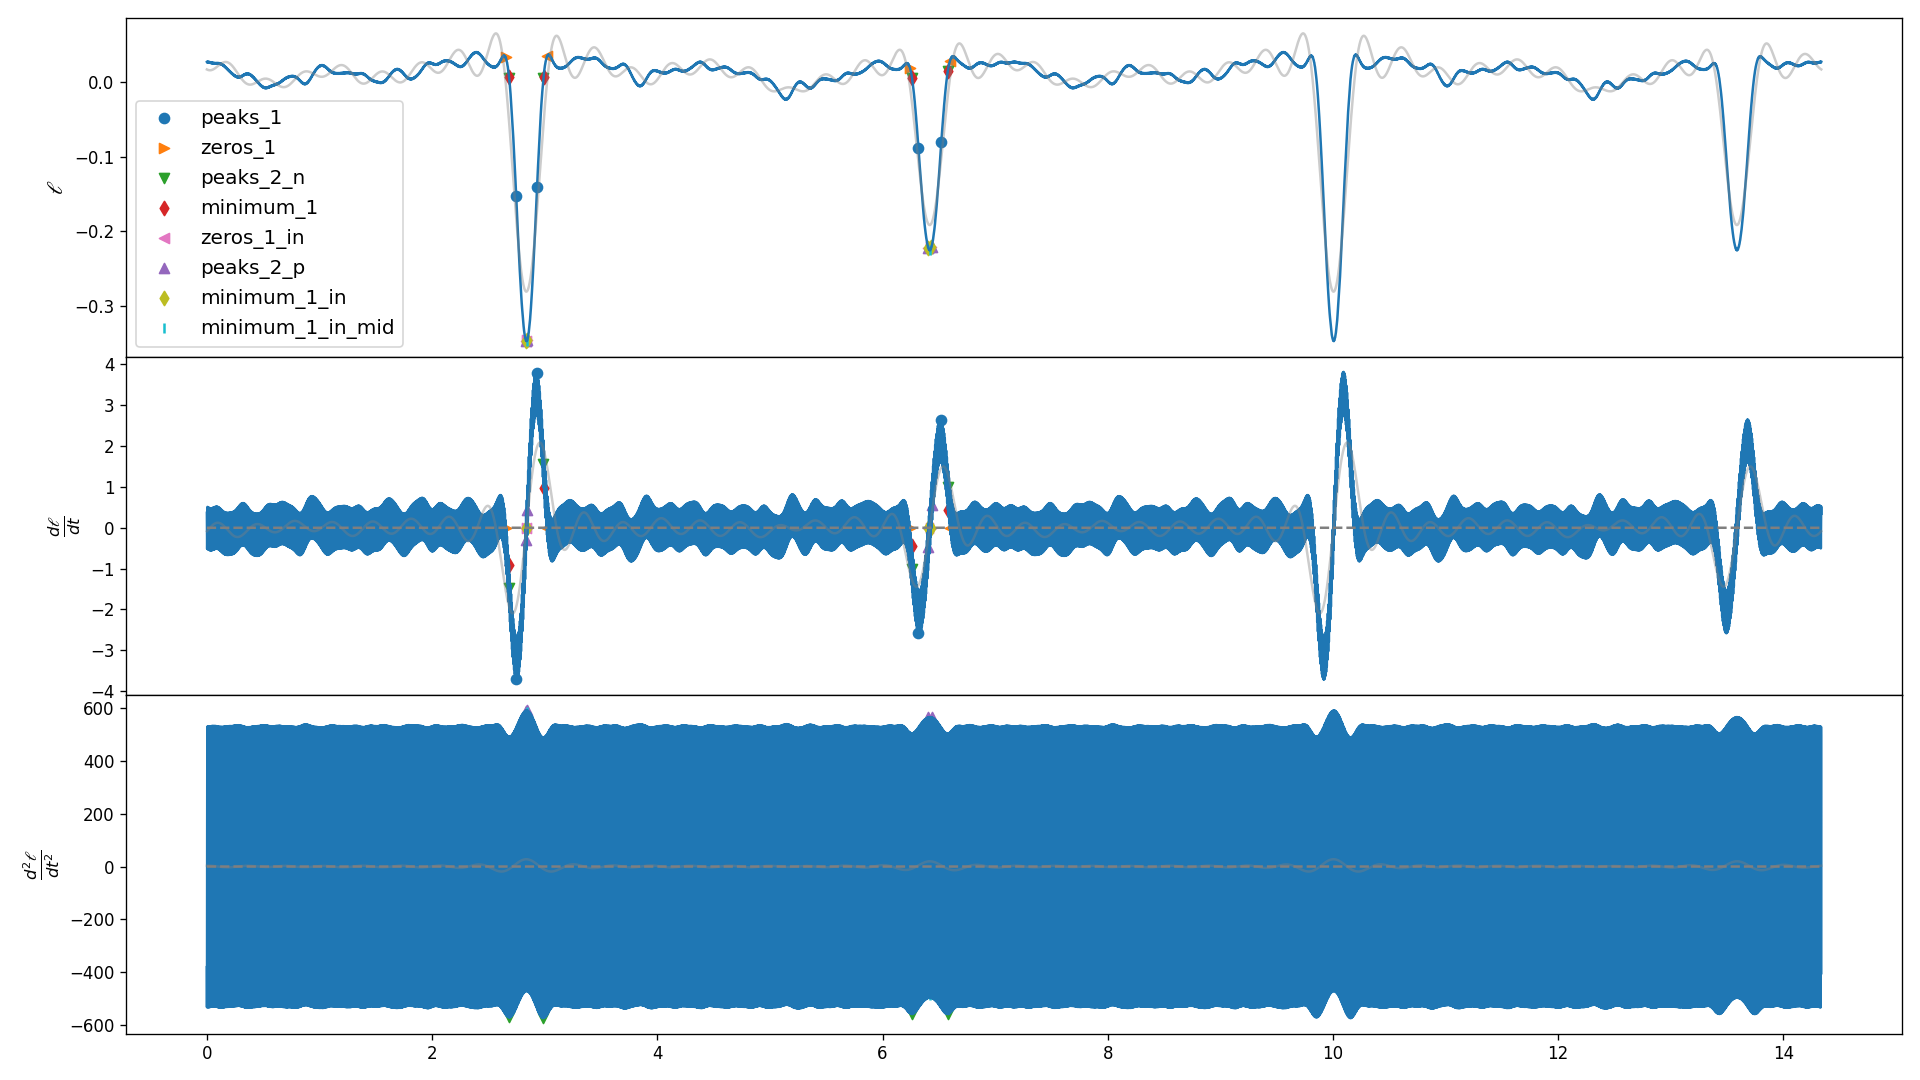 0.0
−0.1
−0.2
−0.3
ℓ
peaks_1
zeros_1
peaks_2_n
minimum_1
zeros_1_in
peaks_2_p
minimum_1_in
minimum_1_in_mid
4
3
2
1
0
−1
−2
−3
−4
dℓ
dt
600
400
200
0
−200
−400
−600
d²ℓ
dt²
0 2 4 6 8 10 12 14